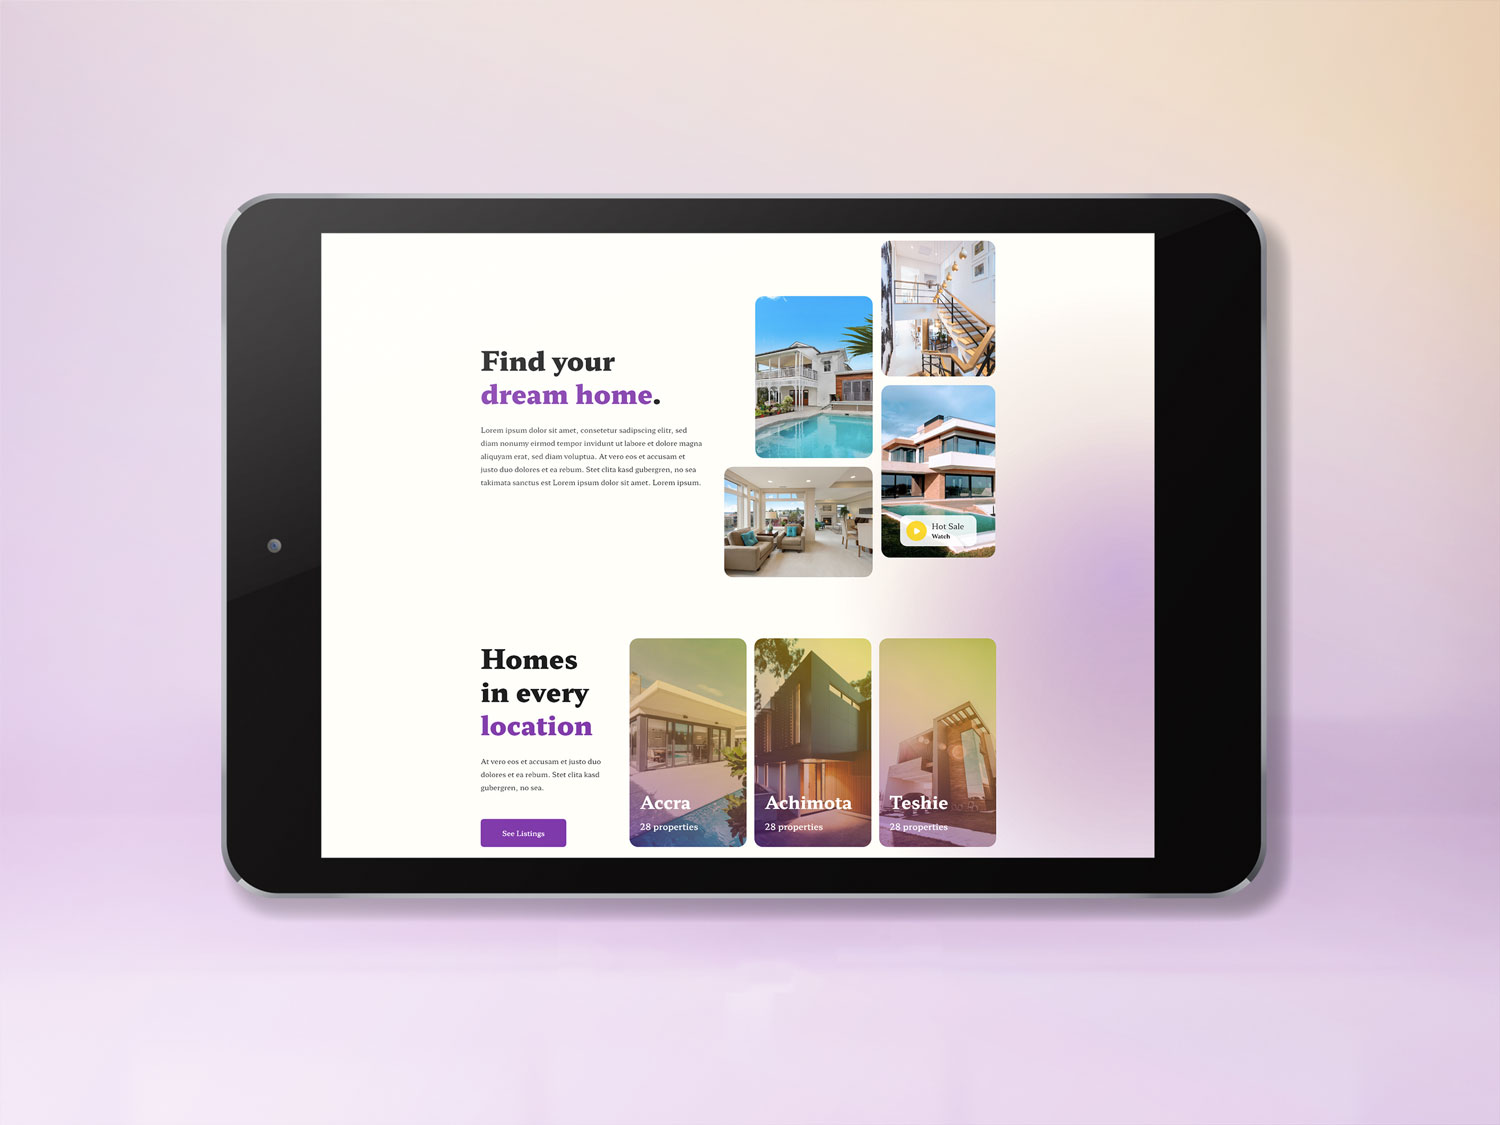 Find your
dream home.
Lorem ipsum dolor sit amet, consetetur sadipscing elitr, sed
diam nonumy eirmod tempor invidunt ut labore et dolore magna
aliquyam erat, sed diam voluptua. At vero eos et accusam et
justo duo dolores et ea rebum. Stet clita kasd gubergren, no sea
takimata sanctus est Lorem ipsum dolor sit amet. Lorem ipsum.
Hot Sale
Watch
Homes
in every
location
At vero eos et accusam et justo duo
dolores et ea rebum. Stet clita kasd
gubergren, no sea.
See Listings
Accra
28 properties
Achimota
28 properties
Teshie
28 properties